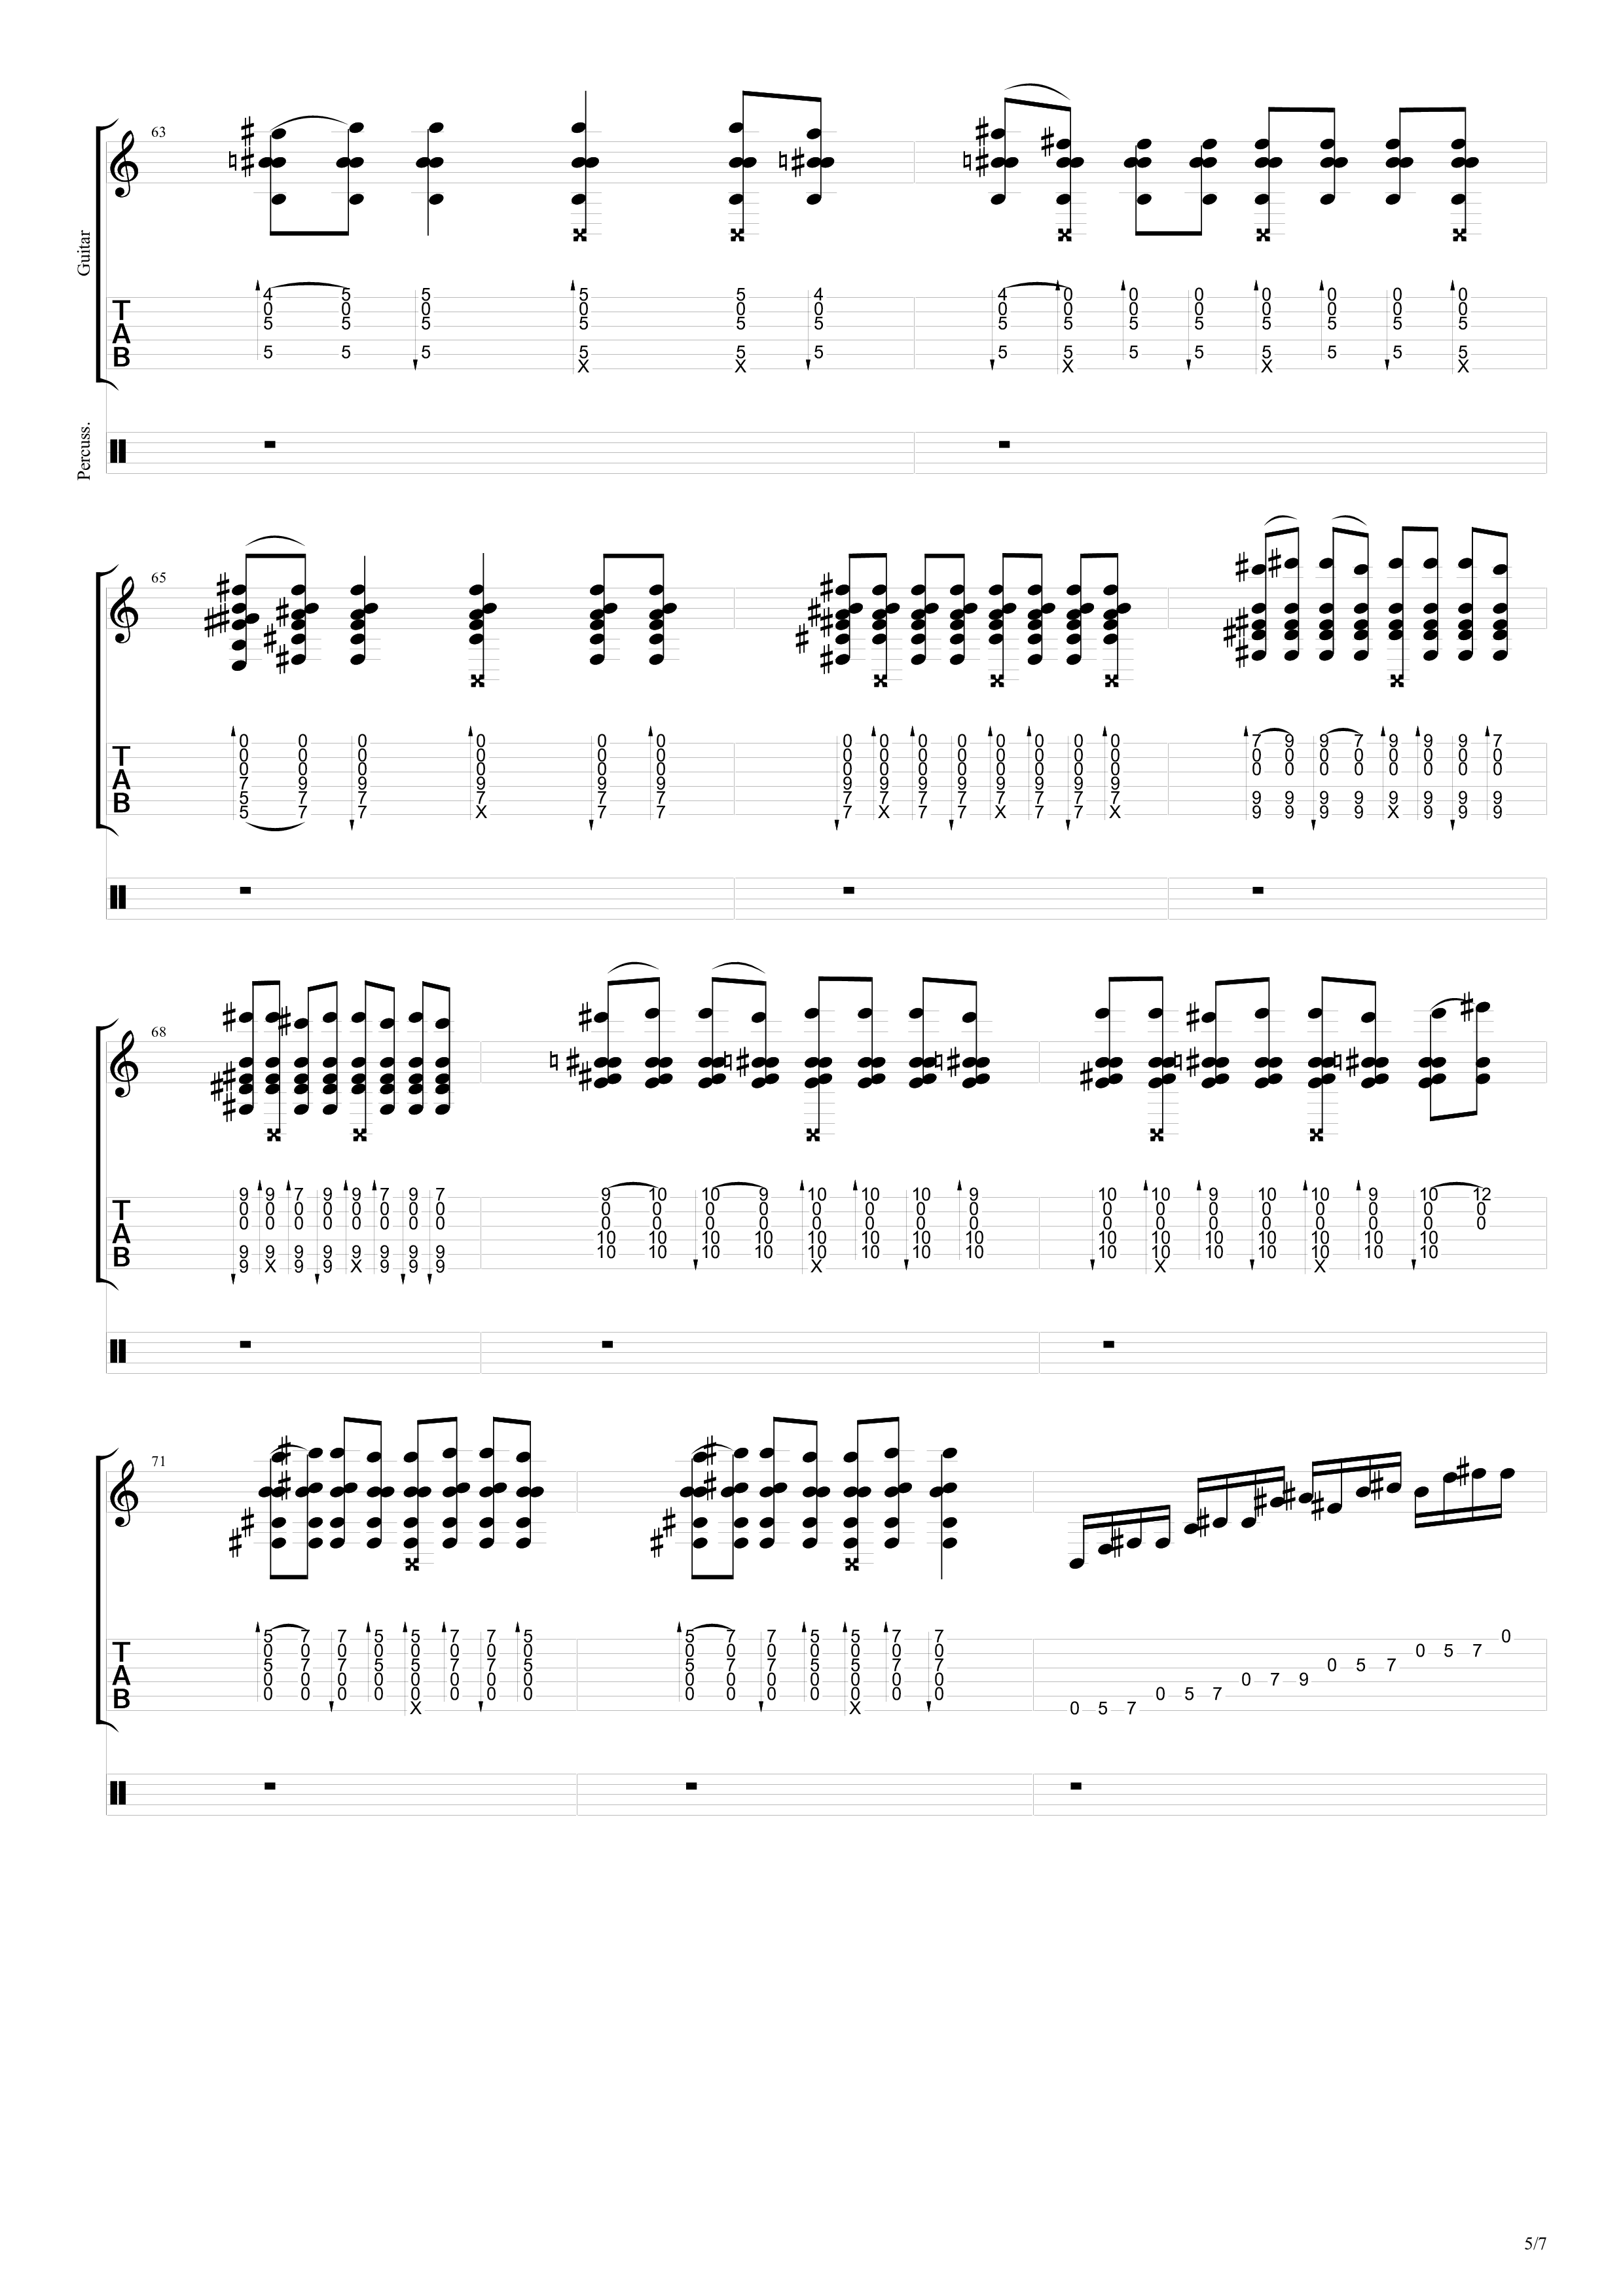 63
Guitar
4 5 5 5 5 4 4 0 0 0 0 0 0 0
T 0 0 0 0 0 0 0 0 0 0 0 0 0 0
5 5 5 5 5 5 5 5 5 5 5 5 5 5
A
B 5 5 5 5 5 5 5 5 5 5 5 5 5 5
X X X X X
Percuss.
65
0 0 0 0 0 0 0 0 0 0 0 0 0 0 7 9 9 7 9 9 9 7
T 0 0 0 0 0 0 0 0 0 0 0 0 0 0 0 0 0 0 0 0 0 0
0 0 0 0 0 0 0 0 0 0 0 0 0 0 0 0 0 0 0 0 0 0
A 7 9 9 9 9 9 9 9 9 9 9 9 9 9
B 5 7 7 7 7 7 7 7 7 7 7 7 7 7 9 9 9 9 9 9 9 9
5 7 7 X 7 7 7 X 7 7 X 7 7 X 9 9 9 9 X 9 9 9
68
9 9 7 9 9 7 9 7 9 10 10 9 10 10 10 9 10 10 9 10 10 9 10 12
T 0 0 0 0 0 0 0 0 0 0 0 0 0 0 0 0 0 0 0 0 0 0 0 0
0 0 0 0 0 0 0 0 0 0 0 0 0 0 0 0 0 0 0 0 0 0 0 0
A 10 10 10 10 10 10 10 10 10 10 10 10 10 10 10
B 9 9 9 9 9 9 9 9 10 10 10 10 10 10 10 10 10 10 10 10 10 10 10
9 X 9 9 X 9 9 9 X X X
71
5 7 7 5 5 7 7 5 5 7 7 5 5 7 7 0
T 0 0 0 0 0 0 0 0 0 0 0 0 0 0 0 0 5 7
5 7 7 5 5 7 7 5 5 7 7 5 5 7 7 0 5 7
A 0 0 0 0 0 0 0 0 0 0 0 0 0 0 0 0 7 9
B 0 0 0 0 0 0 0 0 0 0 0 0 0 0 0 0 5 7
X X 0 5 7
5/7